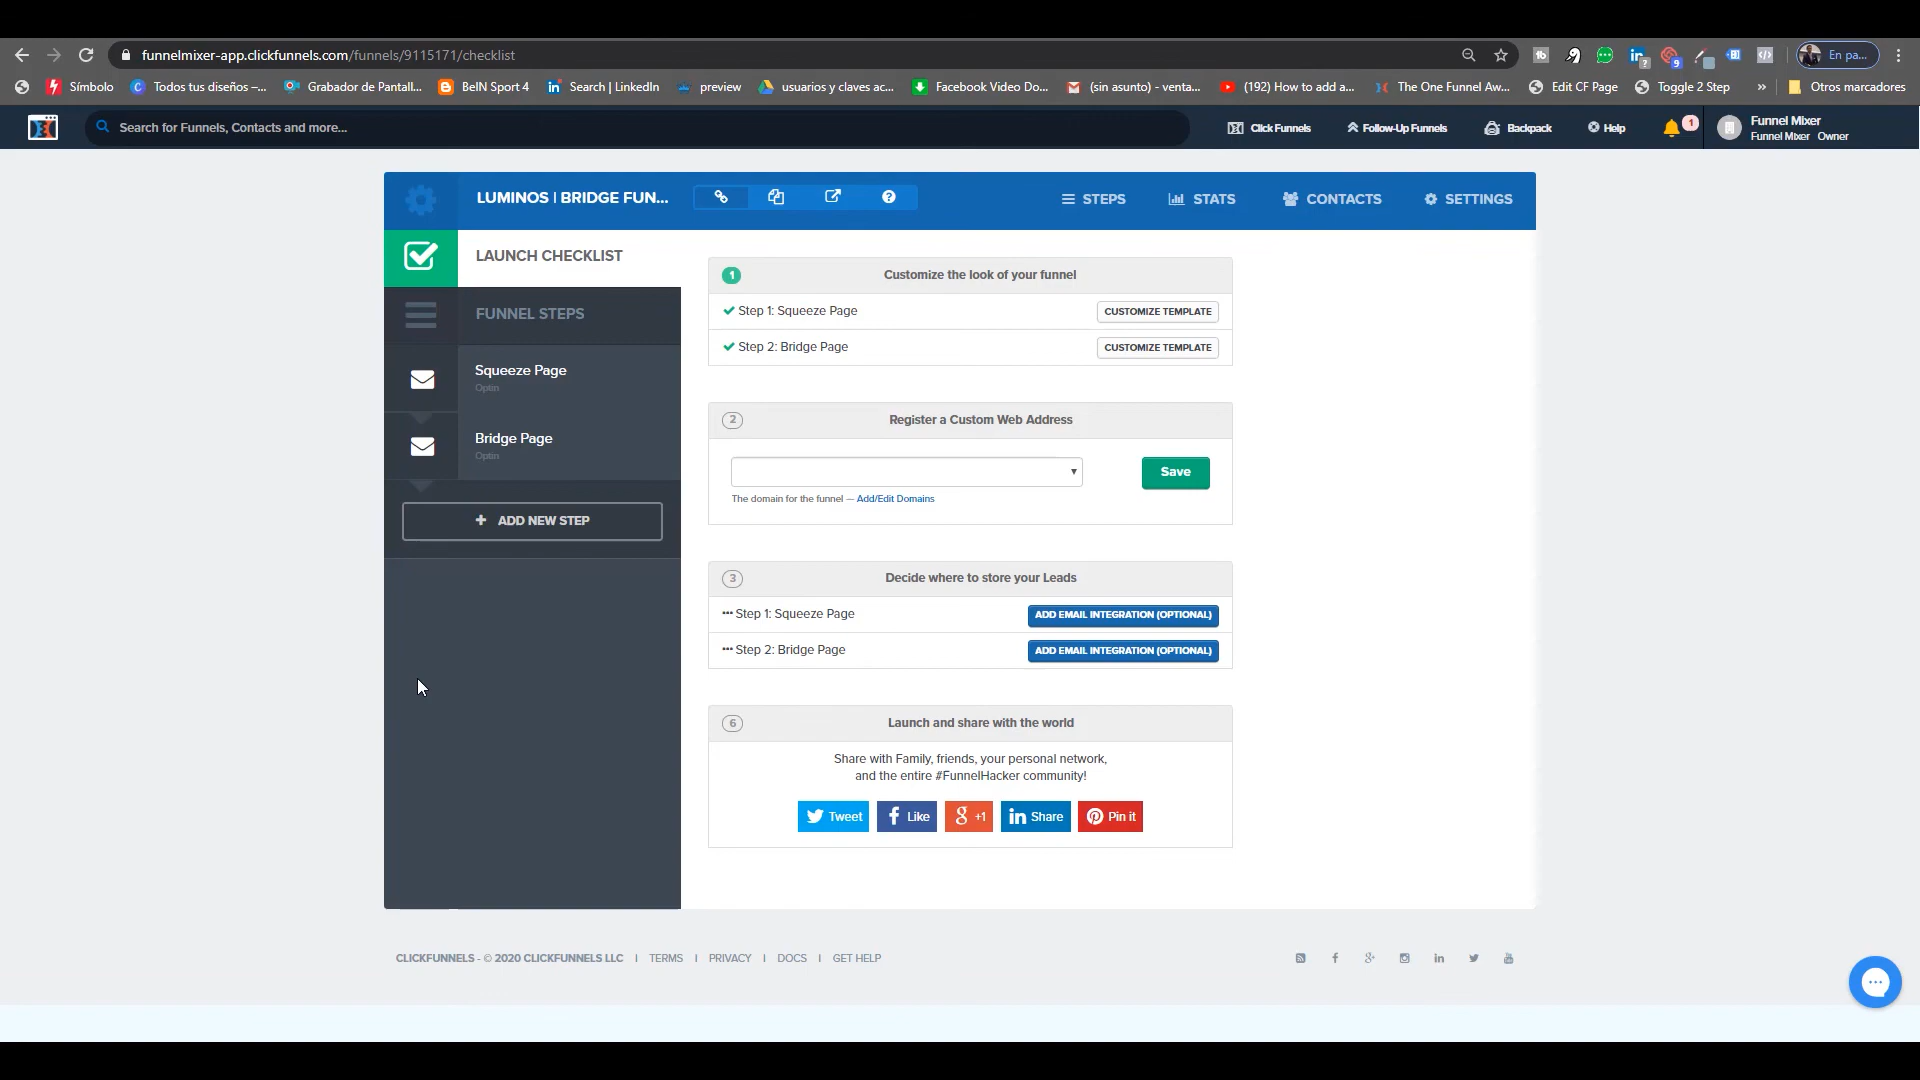 funnelmixer-app.clickfunnels.com/funnels/9115171/checklist
En pa...
Símbolo
Todos tus diseños –...
Grabador de Pantall...
BeIN Sport 4
Search | LinkedIn
preview
usuarios y claves ac...
Facebook Video Do...
(sin asunto) - venta...
(192) How to add a...
The One Funnel Aw...
Edit CF Page
Toggle 2 Step
»
Otros marcadores
Search for Funnels, Contacts and more...
Click Funnels
Follow-Up Funnels
Backpack
Help
1
Funnel Mixer
Funnel Mixer Owner
LUMINOS | BRIDGE FUN...
STEPS
STATS
CONTACTS
SETTINGS
LAUNCH CHECKLIST
FUNNEL STEPS
Squeeze Page
Optin
Bridge Page
Optin
+ ADD NEW STEP
1 Customize the look of your funnel
Step 1: Squeeze Page CUSTOMIZE TEMPLATE
Step 2: Bridge Page CUSTOMIZE TEMPLATE
2 Register a Custom Web Address
Save
The domain for the funnel — Add/Edit Domains
3 Decide where to store your Leads
Step 1: Squeeze Page ADD EMAIL INTEGRATION (OPTIONAL)
Step 2: Bridge Page ADD EMAIL INTEGRATION (OPTIONAL)
6 Launch and share with the world
Share with Family, friends, your personal network,
and the entire #FunnelHacker community!
Tweet
Like
+1
Share
Pin it
CLICKFUNNELS - © 2020 CLICKFUNNELS LLC | TERMS | PRIVACY | DOCS | GET HELP